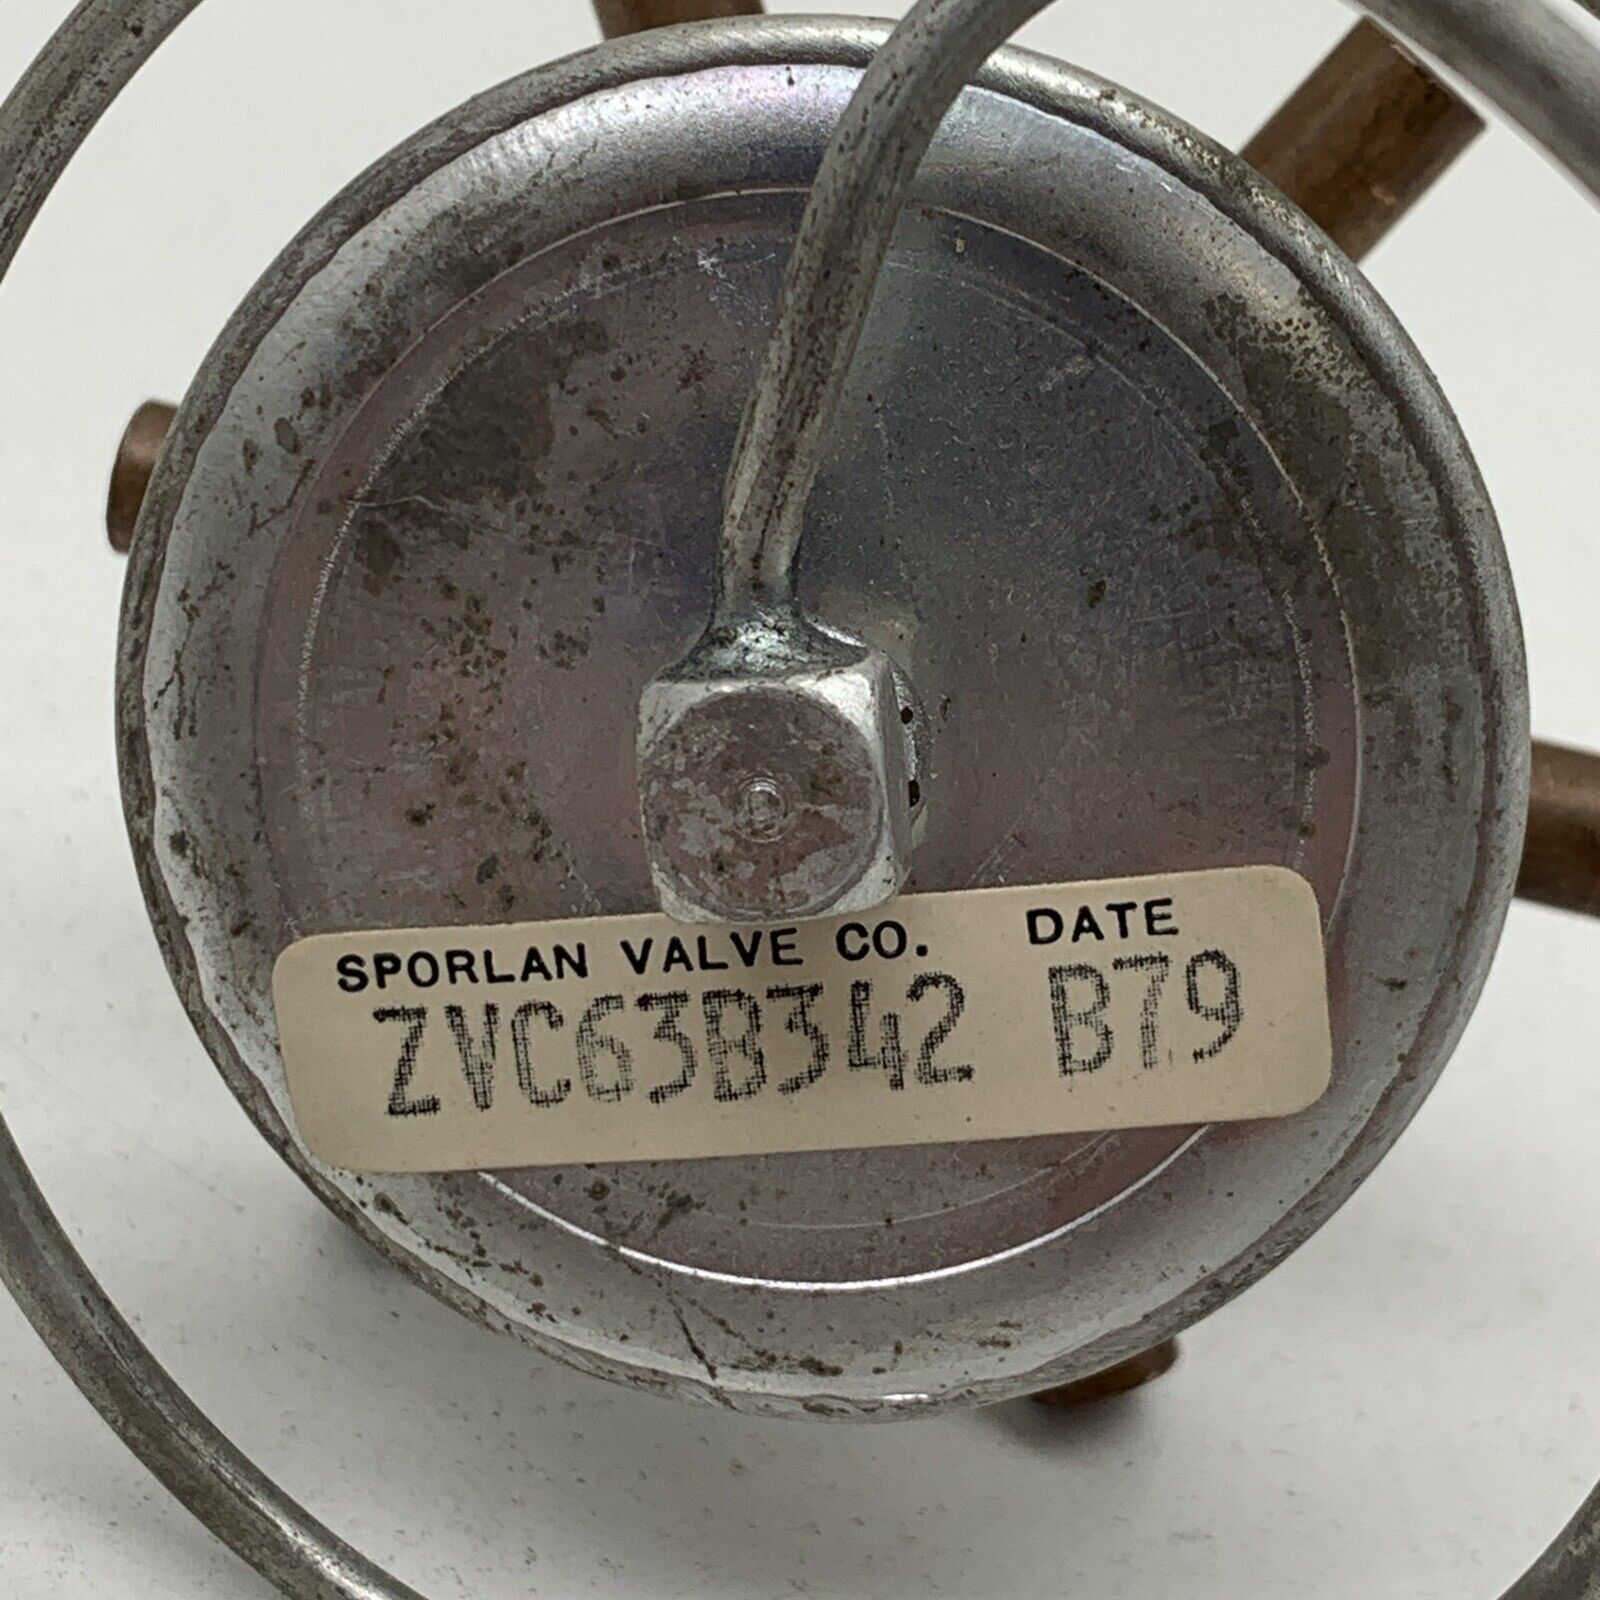 SPORLAN VALVE CO. DATE
ZVC63B342 B79